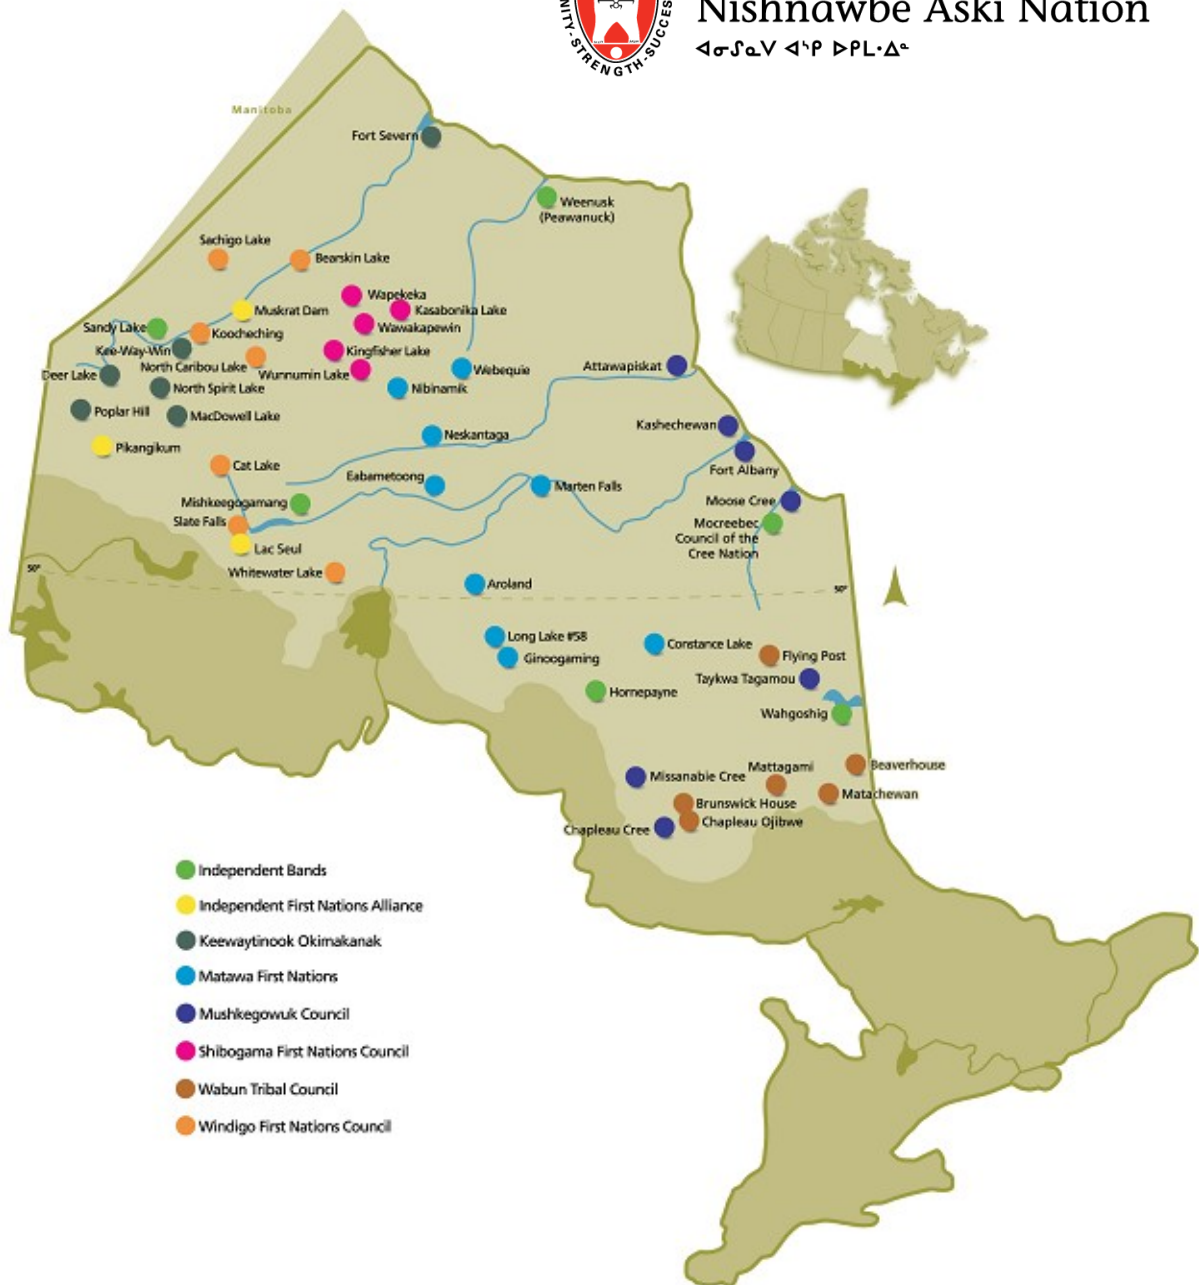 NITY-STRENGTH-SUCCES
Nishnawbe Aski Nation
ᐊᓂᔑᓇᐯ ᐊᔅᑭ ᐅᑭᒪᐧᐃᓐ
Manitoba
Fort Severn
Weenusk
(Peawanuck)
Sachigo Lake
Bearskin Lake
Wapekeka
Muskrat Dam
Kasabonika Lake
Sandy Lake
Koocheching
Wawakapewin
Kee-Way-Win
Kingfisher Lake
North Caribou Lake
Wunnumin Lake
Webequie
Attawapiskat
Deer Lake
North Spirit Lake
Nibinamik
Poplar Hill
MacDowell Lake
Kashechewan
Neskantaga
Pikangikum
Cat Lake
Fort Albany
Eabametoong
Marten Falls
Mishkeegogamang
Moose Cree
Slate Falls
Mocreebec
Council of the
Cree Nation
Lac Seul
Whitewater Lake
50°
50°
Aroland
Long Lake #58
Constance Lake
Ginoogaming
Flying Post
Taykwa Tagamou
Hornepayne
Wahgoshig
Beaverhouse
Mattagami
Missanabie Cree
Matachewan
Brunswick House
Chapleau Ojibwe
Chapleau Cree
Independent Bands
Independent First Nations Alliance
Keewaytinook Okimakanak
Matawa First Nations
Mushkegowuk Council
Shibogama First Nations Council
Wabun Tribal Council
Windigo First Nations Council